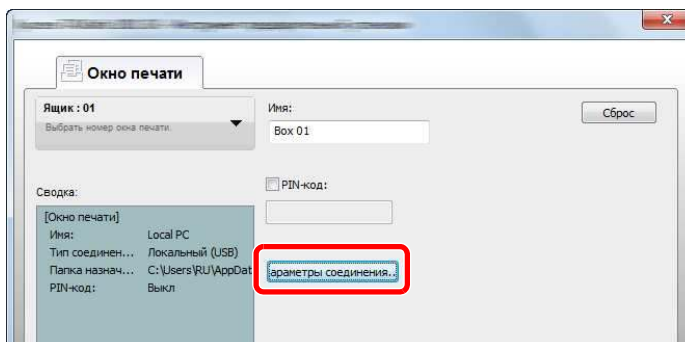 Окно печати
Ящик : 01
Выбрать номер окна печати.
Имя:
Box 01
Сброс
PIN-код:
Сводка:
[Окно печати]
Имя: Local PC
Тип соединен... Локальный (USB)
Папка назнач... C:\Users\RU\AppDat
PIN-код: Выкл
араметры соединения..